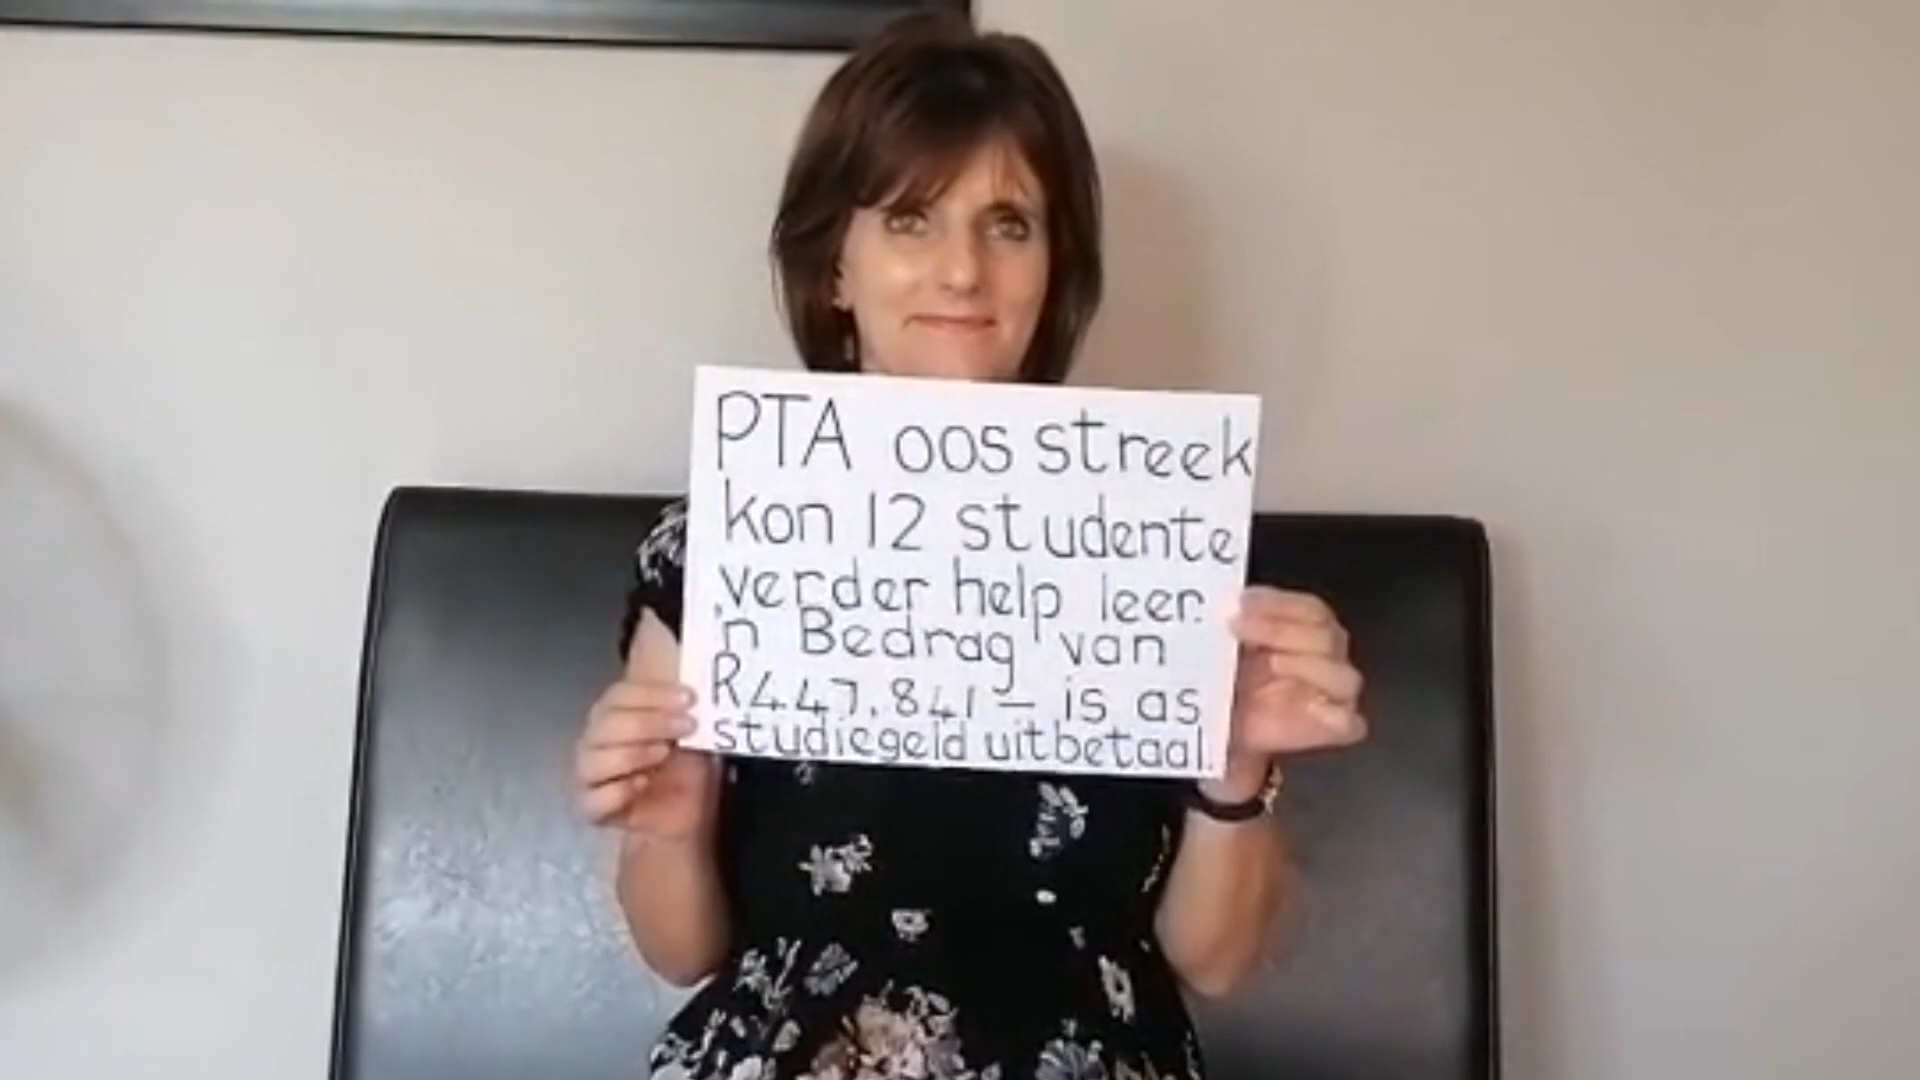 PTA oos streek
kon 12 studente
verder help leer.
'n Bedrag van
R447.841 - is as
studiegeld uitbetaal.